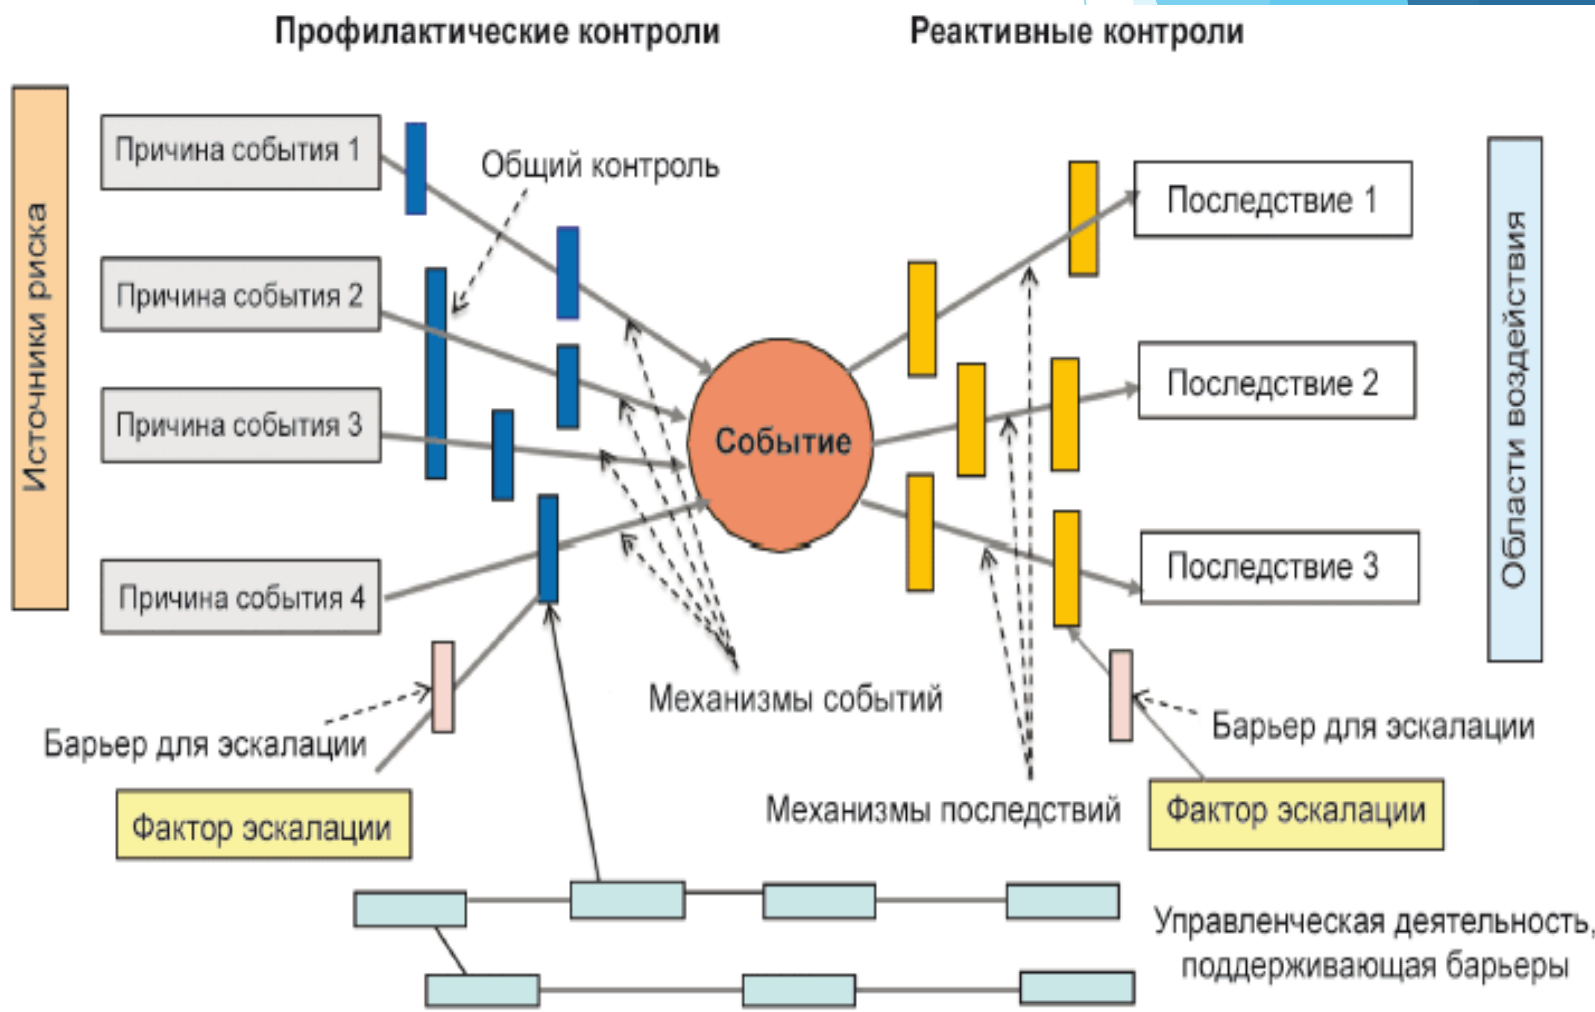 Профилактические контроли
Реактивные контроли
Источники риска
Причина события 1
Причина события 2
Причина события 3
Причина события 4
Общий контроль
Событие
Последствие 1
Последствие 2
Последствие 3
Области воздействия
Механизмы событий
Барьер для эскалации
Фактор эскалации
Механизмы последствий
Барьер для эскалации
Фактор эскалации
Управленческая деятельность,
поддерживающая барьеры